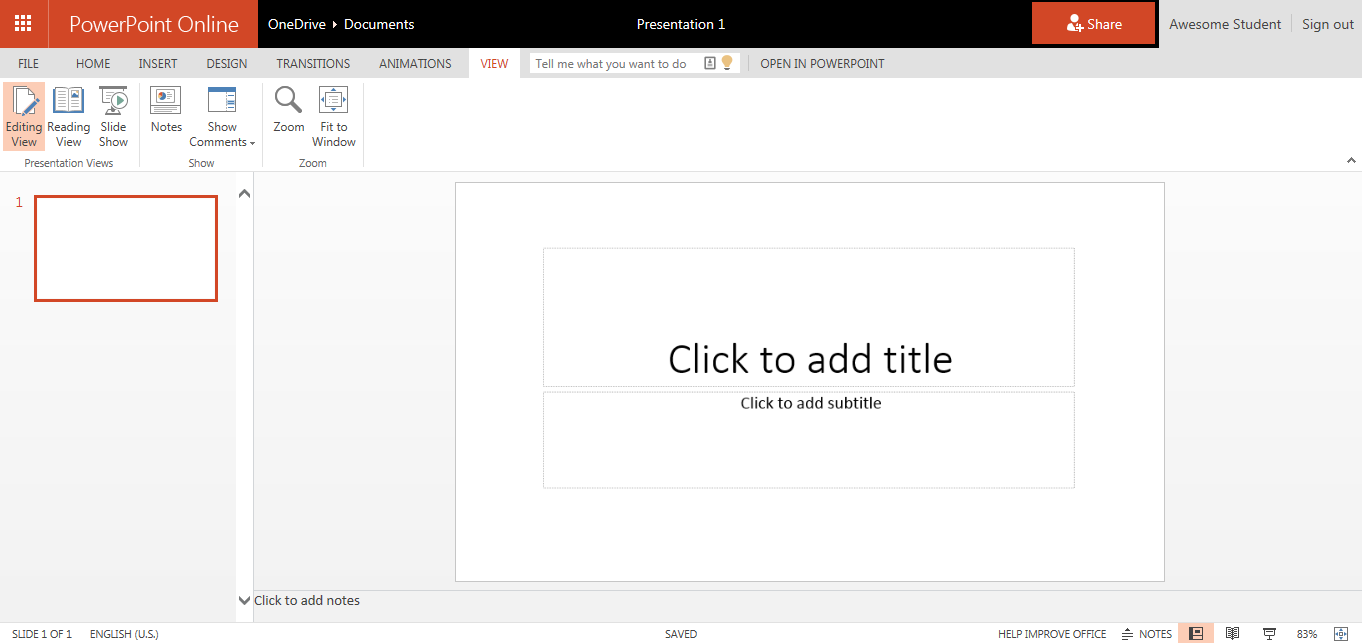 PowerPoint Online OneDrive Documents Presentation 1 Share Awesome Student Sign out
FILE HOME INSERT DESIGN TRANSITIONS ANIMATIONS VIEW Tell me what you want to do OPEN IN POWERPOINT
Editing View Reading View Slide Show Notes Show Comments Zoom Fit to Window
Presentation Views Show Zoom
1
Click to add title
Click to add subtitle
Click to add notes
SLIDE 1 OF 1 ENGLISH (U.S.) SAVED HELP IMPROVE OFFICE NOTES 83%